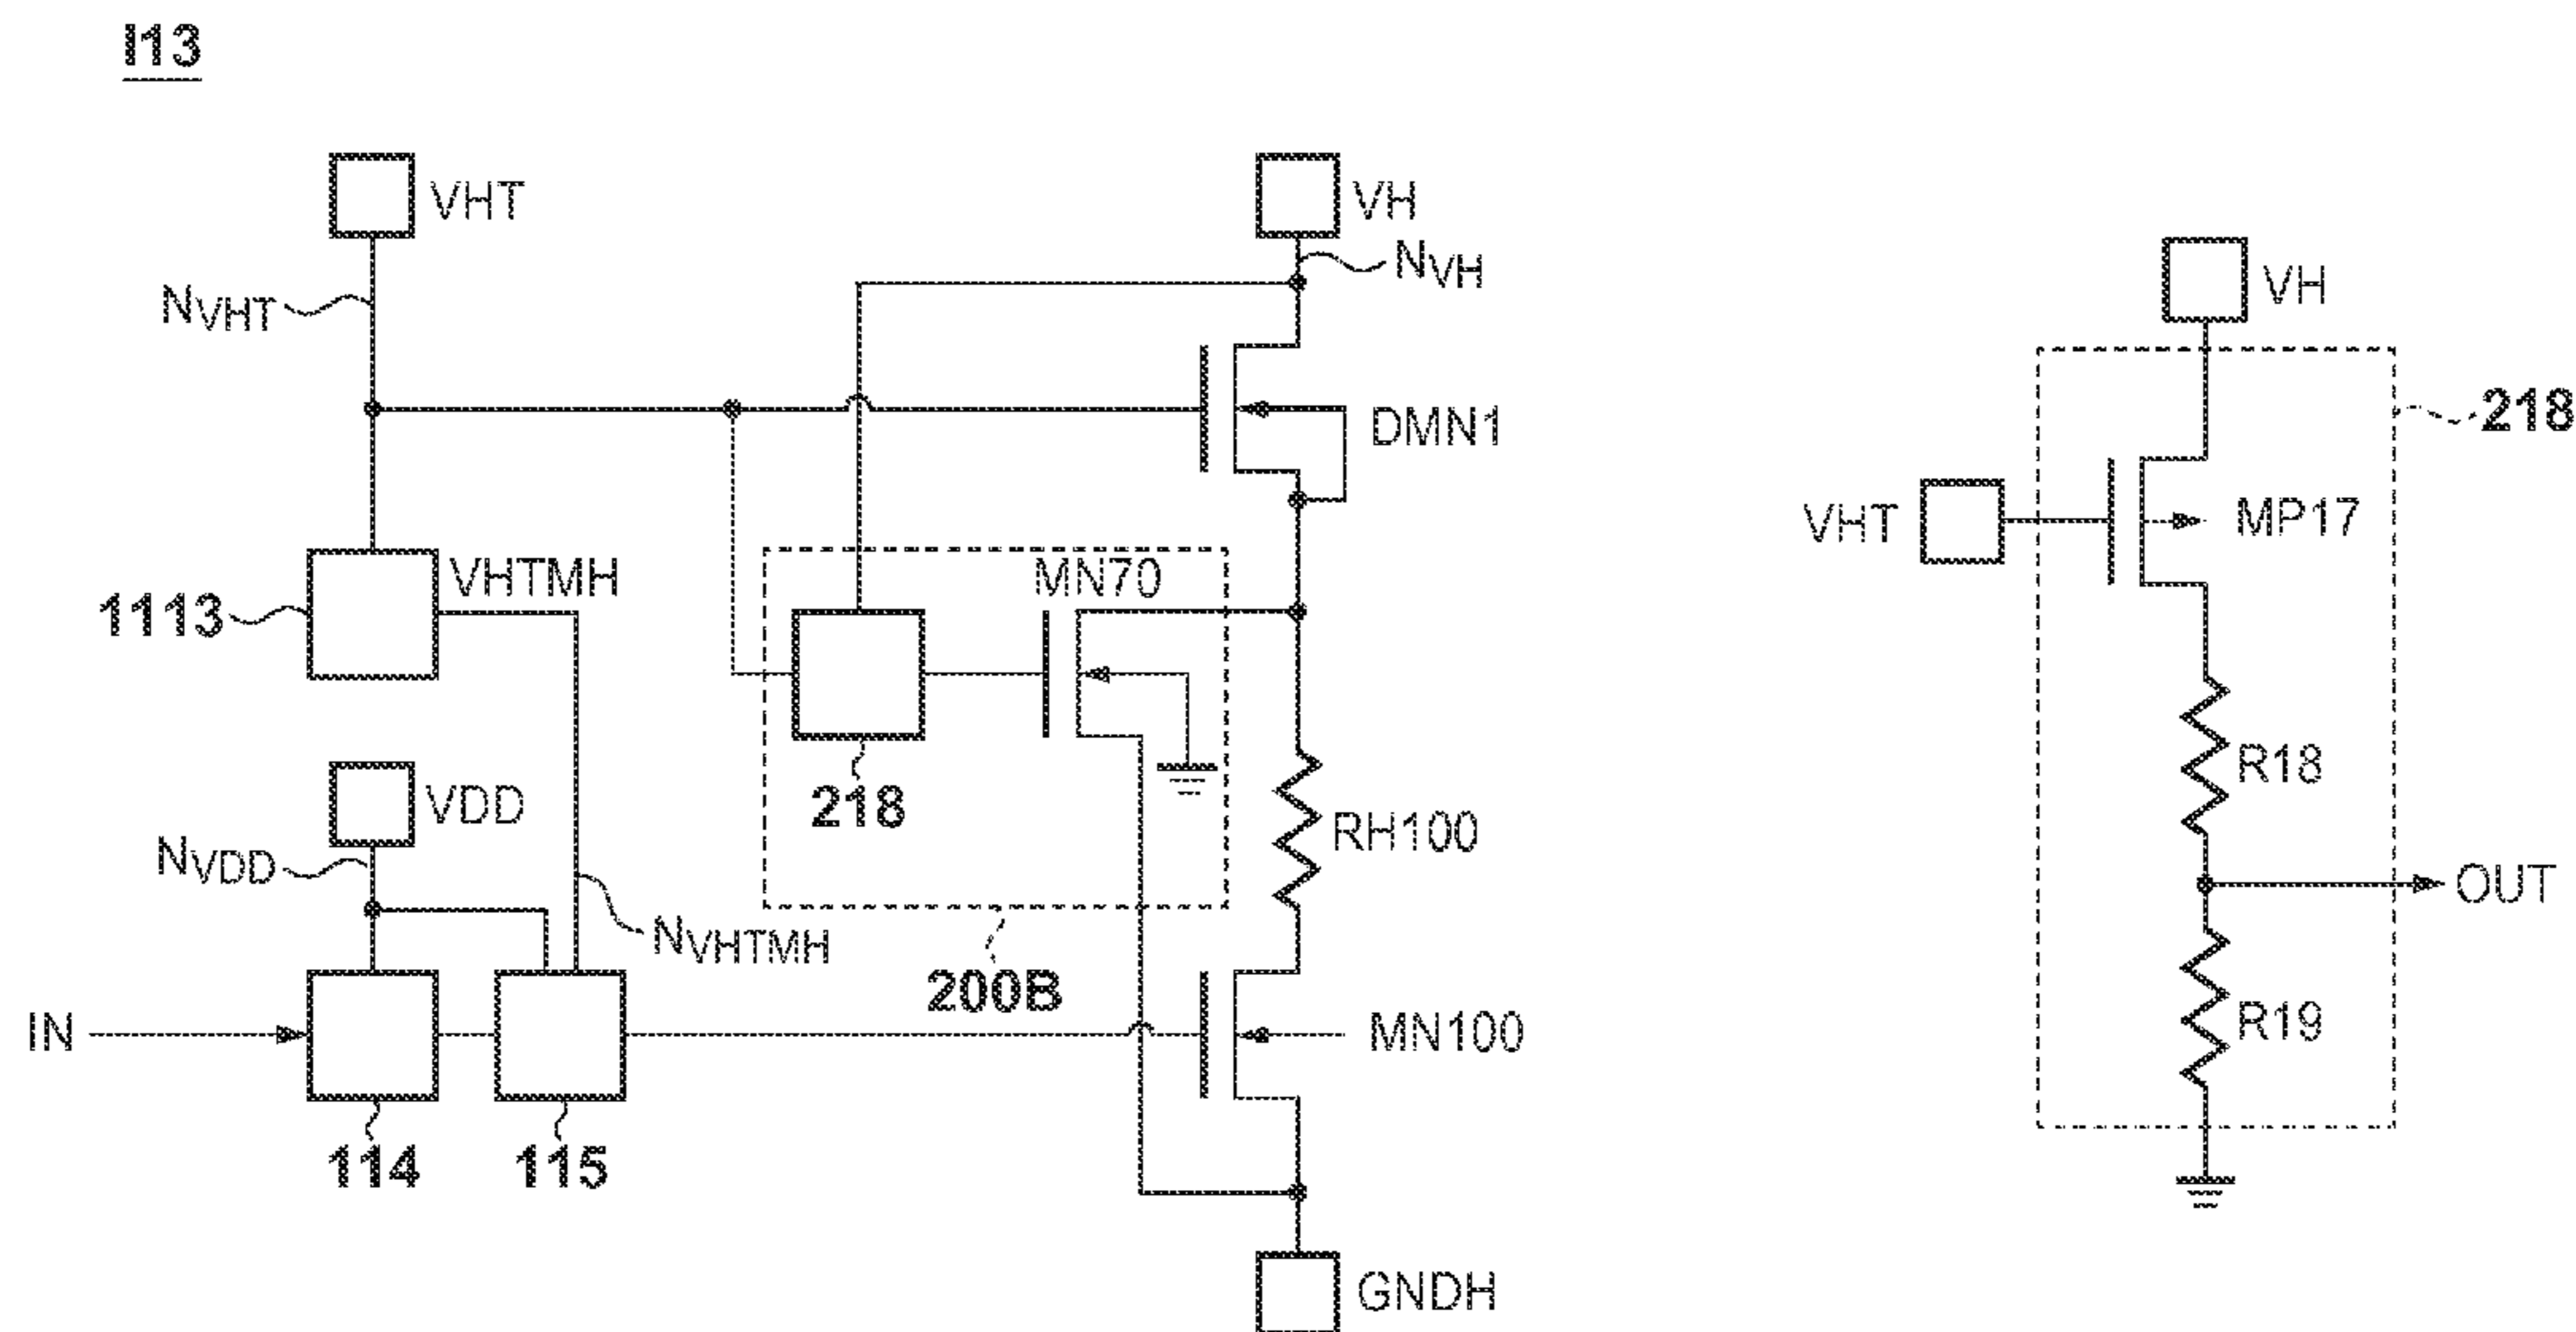 I13
VHT
VH
NVHT
NVH
DMN1
1113
VHTMH
MN70
218
VDD
NVDD
RH100
NVHTMH
200B
IN
MN100
114
115
GNDH
VH
218
VHT
MP17
R18
OUT
R19